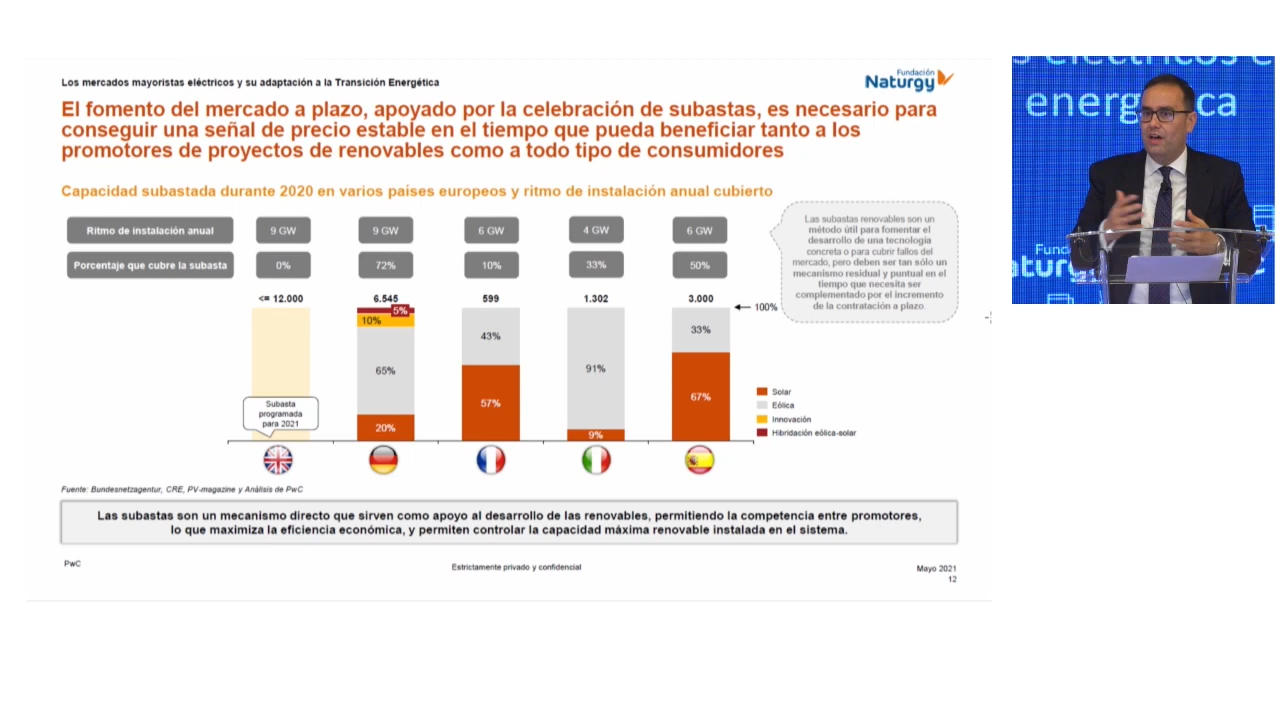 Los mercados mayoristas eléctricos y su adaptación a la Transición Energética
Fundación
Naturgy
El fomento del mercado a plazo, apoyado por la celebración de subastas, es necesario para
conseguir una señal de precio estable en el tiempo que pueda beneficiar tanto a los
promotores de proyectos de renovables como a todo tipo de consumidores
Capacidad subastada durante 2020 en varios países europeos y ritmo de instalación anual cubierto
Ritmo de instalación anual 9 GW 9 GW 6 GW 4 GW 6 GW
Porcentaje que cubre la subasta 0% 72% 10% 33% 50%
Las subastas renovables son un
método útil para fomentar el
desarrollo de una tecnología
concreta o para cubrir fallos del
mercado, pero deben ser tan sólo un
mecanismo residual y puntual en el
tiempo que necesita ser
complementado por el incremento
de la contratación a plazo.
<= 12.000 6.545 599 1.302 3.000
100%
5%
10%
43%
33%
65%
91%
57%
67%
20%
9%
Subasta
programada
para 2021
Solar
Eólica
Innovación
Hibridación eólica-solar
Fuente: Bundesnetzagentur, CRE, PV-magazine y Análisis de PwC
Las subastas son un mecanismo directo que sirven como apoyo al desarrollo de las renovables, permitiendo la competencia entre promotores,
lo que maximiza la eficiencia económica, y permiten controlar la capacidad máxima renovable instalada en el sistema.
PwC
Estrictamente privado y confidencial
Mayo 2021
12